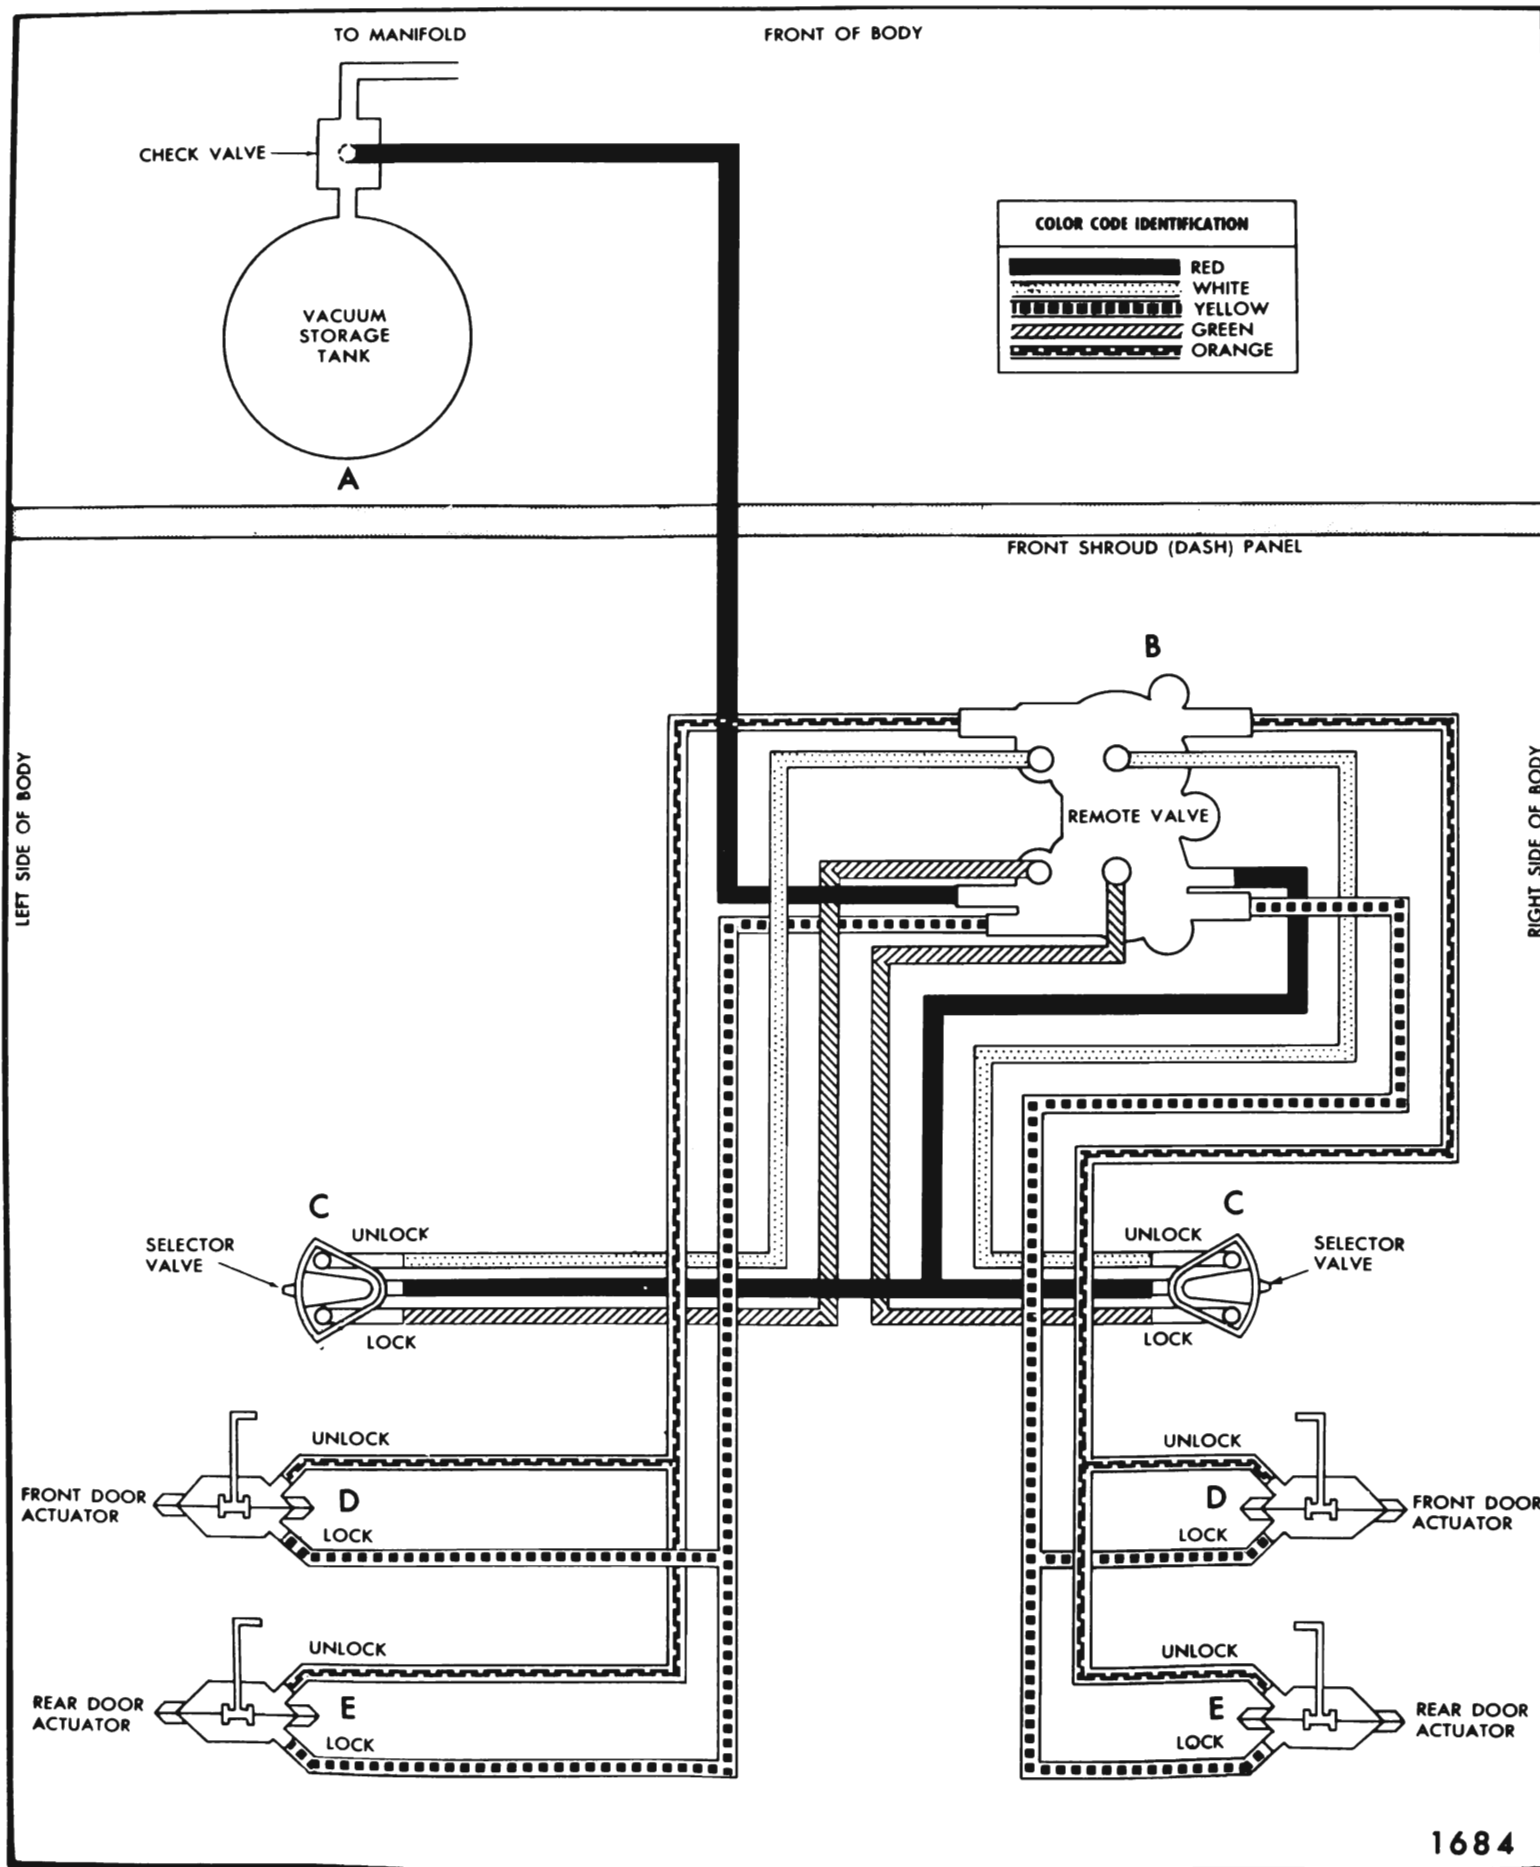 TO MANIFOLD
FRONT OF BODY
CHECK VALVE
VACUUM
STORAGE
TANK
A
COLOR CODE IDENTIFICATION
RED
WHITE
YELLOW
GREEN
ORANGE
FRONT SHROUD (DASH) PANEL
LEFT SIDE OF BODY
RIGHT SIDE OF BODY
B
REMOTE VALVE
C
UNLOCK
SELECTOR
VALVE
LOCK
C
UNLOCK
SELECTOR
VALVE
LOCK
UNLOCK
FRONT DOOR
ACTUATOR
D
LOCK
UNLOCK
D
FRONT DOOR
ACTUATOR
LOCK
UNLOCK
REAR DOOR
ACTUATOR
E
LOCK
UNLOCK
E
REAR DOOR
ACTUATOR
LOCK
1684